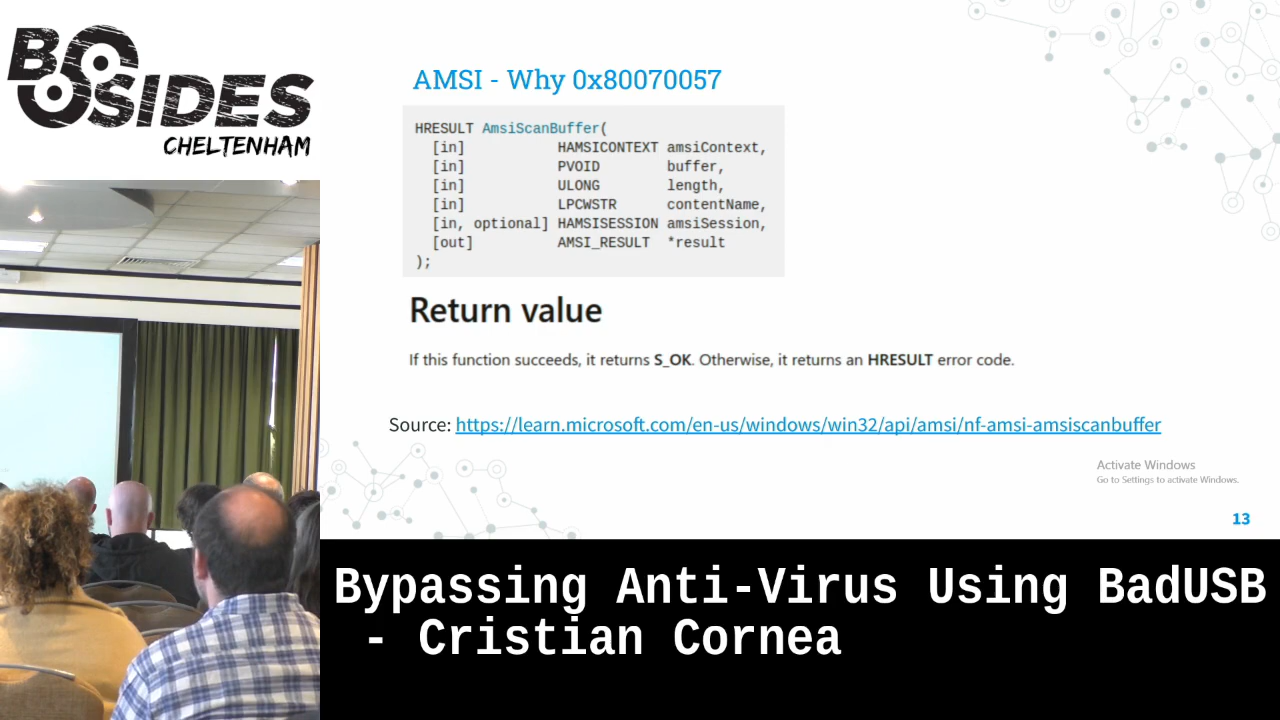 BSIDES
CHELTENHAM
AMSI - Why 0x80070057
HRESULT AmsiScanBuffer(
[in] HAMSICONTEXT amsiContext,
[in] PVOID buffer,
[in] ULONG length,
[in] LPCWSTR contentName,
[in, optional] HAMSISESSION amsiSession,
[out] AMSI_RESULT *result
);
Return value
If this function succeeds, it returns S_OK. Otherwise, it returns an HRESULT error code.
Source: https://learn.microsoft.com/en-us/windows/win32/api/amsi/nf-amsi-amsiscanbuffer
Activate Windows
Go to Settings to activate Windows.
13
Bypassing Anti-Virus Using BadUSB
- Cristian Cornea